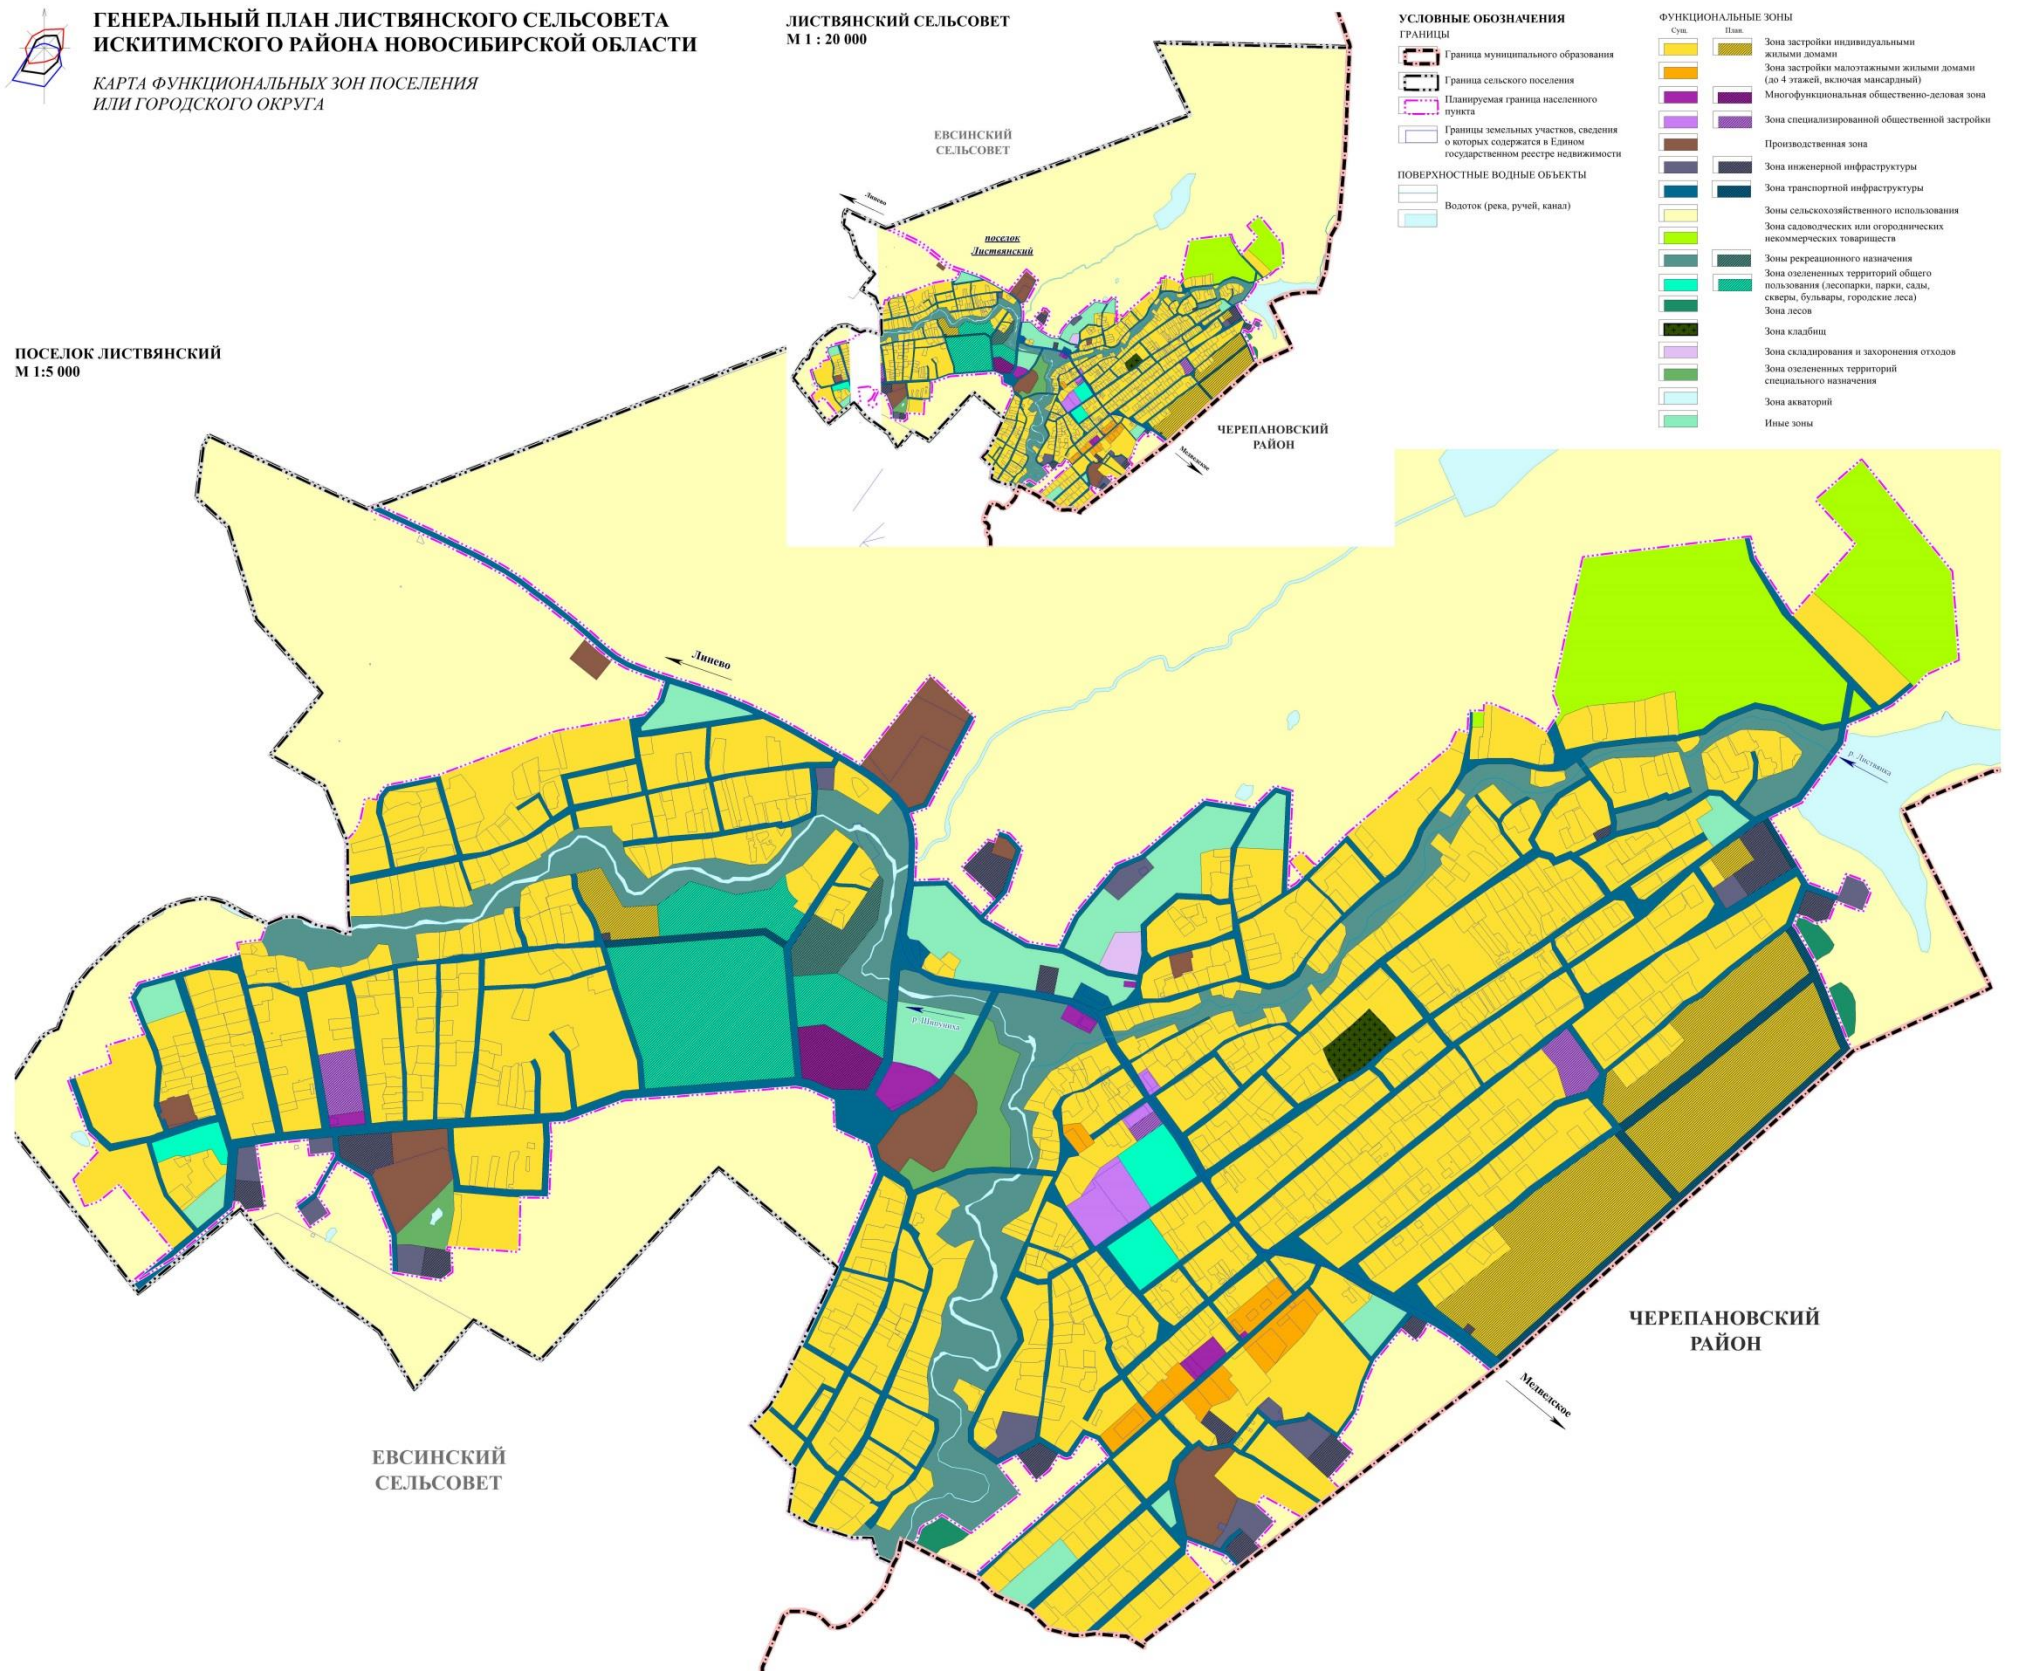 ГЕНЕРАЛЬНЫЙ ПЛАН ЛИСТВЯНСКОГО СЕЛЬСОВЕТА
ИСКИТИМСКОГО РАЙОНА НОВОСИБИРСКОЙ ОБЛАСТИ
КАРТА ФУНКЦИОНАЛЬНЫХ ЗОН ПОСЕЛЕНИЯ
ИЛИ ГОРОДСКОГО ОКРУГА
ЛИСТВЯНСКИЙ СЕЛЬСОВЕТ
М 1 : 20 000
ЕВСИНСКИЙ
СЕЛЬСОВЕТ
Линево
поселок
Листвянский
ЧЕРЕПАНОВСКИЙ
РАЙОН
Медведское
УСЛОВНЫЕ ОБОЗНАЧЕНИЯ
ГРАНИЦЫ
Граница муниципального образования
Граница сельского поселения
Планируемая граница населенного
пункта
Границы земельных участков, сведения
о которых содержатся в Едином
государственном реестре недвижимости
ПОВЕРХНОСТНЫЕ ВОДНЫЕ ОБЪЕКТЫ
Водоток (река, ручей, канал)
ФУНКЦИОНАЛЬНЫЕ ЗОНЫ
Сущ. План.
Зона застройки индивидуальными
жилыми домами
Зона застройки малоэтажными жилыми домами
(до 4 этажей, включая мансардный)
Многофункциональная общественно-деловая зона
Зона специализированной общественной застройки
Производственная зона
Зона инженерной инфраструктуры
Зона транспортной инфраструктуры
Зоны сельскохозяйственного использования
Зона садоводческих или огороднических
некоммерческих товариществ
Зоны рекреационного назначения
Зона озелененных территорий общего
пользования (лесопарки, парки, сады,
скверы, бульвары, городские леса)
Зона лесов
Зона кладбищ
Зона складирования и захоронения отходов
Зона озелененных территорий
специального назначения
Зона акваторий
Иные зоны
ПОСЕЛОК ЛИСТВЯНСКИЙ
М 1:5 000
Линево
р. Листвянка
р. Шипуниха
ЧЕРЕПАНОВСКИЙ
РАЙОН
Медведское
ЕВСИНСКИЙ
СЕЛЬСОВЕТ